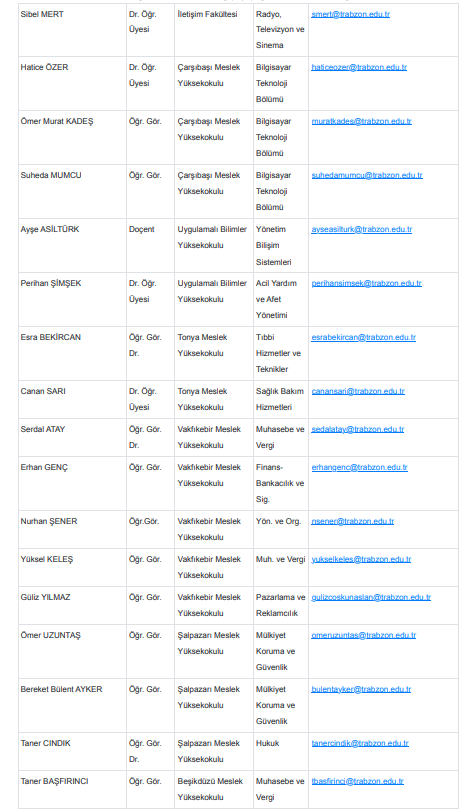 Sibel MERT Dr. Öğr. Üyesi İletişim Fakültesi Radyo, Televizyon ve Sinema smert@trabzon.edu.tr
Hatice ÖZER Dr. Öğr. Üyesi Çarşıbaşı Meslek Yüksekokulu Bilgisayar Teknoloji Bölümü haticeozer@trabzon.edu.tr
Ömer Murat KADEŞ Öğr. Gör. Çarşıbaşı Meslek Yüksekokulu Bilgisayar Teknoloji Bölümü muratkades@trabzon.edu.tr
Suheda MUMCU Öğr. Gör. Çarşıbaşı Meslek Yüksekokulu Bilgisayar Teknoloji Bölümü suhedamumcu@trabzon.edu.tr
Ayşe ASİLTÜRK Doçent Uygulamalı Bilimler Yüksekokulu Yönetim Bilişim Sistemleri ayseasilturk@trabzon.edu.tr
Perihan ŞİMŞEK Dr. Öğr. Üyesi Uygulamalı Bilimler Yüksekokulu Acil Yardım ve Afet Yönetimi perihansimsek@trabzon.edu.tr
Esra BEKİRCAN Öğr. Gör. Dr. Tonya Meslek Yüksekokulu Tıbbi Hizmetler ve Teknikler esrabekircan@trabzon.edu.tr
Canan SARI Dr. Öğr. Üyesi Tonya Meslek Yüksekokulu Sağlık Bakım Hizmetleri canansari@trabzon.edu.tr
Serdal ATAY Öğr. Gör. Dr. Vakfıkebir Meslek Yüksekokulu Muhasebe ve Vergi sedalatay@trabzon.edu.tr
Erhan GENÇ Öğr. Gör. Vakfıkebir Meslek Yüksekokulu Finans-Bankacılık ve Sig. erhangenc@trabzon.edu.tr
Nurhan ŞENER Öğr.Gör. Vakfıkebir Meslek Yüksekokulu Yön. ve Org. nsener@trabzon.edu.tr
Yüksel KELEŞ Öğr. Gör. Vakfıkebir Meslek Yüksekokulu Muh. ve Vergi yukselkeles@trabzon.edu.tr
Güliz YILMAZ Öğr. Gör. Vakfıkebir Meslek Yüksekokulu Pazarlama ve Reklamcılık gulizcoskunaslan@trabzon.edu.tr
Ömer UZUNTAŞ Öğr. Gör. Şalpazarı Meslek Yüksekokulu Mülkiyet Koruma ve Güvenlik omeruzuntas@trabzon.edu.tr
Bereket Bülent AYKER Öğr. Gör. Şalpazarı Meslek Yüksekokulu Mülkiyet Koruma ve Güvenlik bulentayker@trabzon.edu.tr
Taner CINDIK Öğr. Gör. Dr. Şalpazarı Meslek Yüksekokulu Hukuk tanercindik@trabzon.edu.tr
Taner BAŞFIRINCI Öğr. Gör. Beşikdüzü Meslek Yüksekokulu Muhasebe ve Vergi tbasfirinci@trabzon.edu.tr